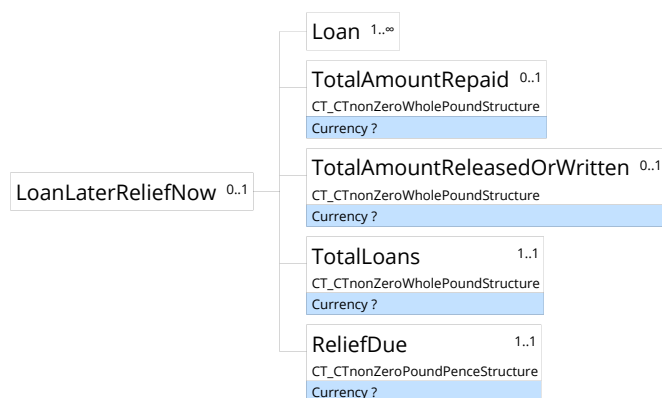 Loan 1..∞
TotalAmountRepaid 0..1
CT_CTnonZeroWholePoundStructure
Currency ?
TotalAmountReleasedOrWritten 0..1
CT_CTnonZeroWholePoundStructure
Currency ?
LoanLaterReliefNow 0..1
TotalLoans 1..1
CT_CTnonZeroWholePoundStructure
Currency ?
ReliefDue 1..1
CT_CTnonZeroPoundPenceStructure
Currency ?